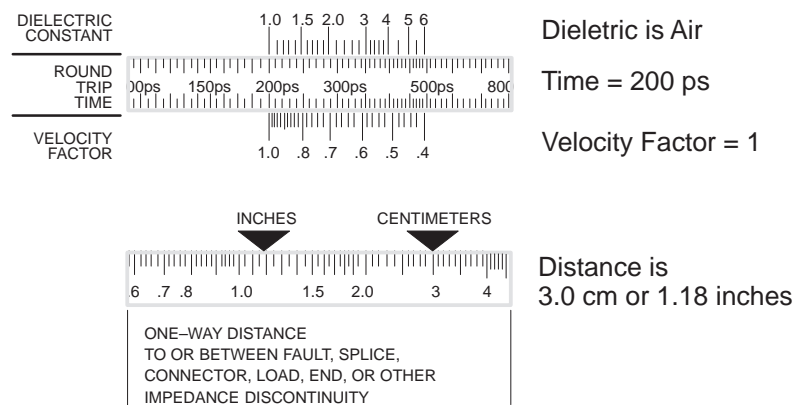 DIELECTRIC
CONSTANT
1.0 1.5 2.0 3 4 5 6
Dieletric is Air
ROUND
TRIP
TIME
00ps 150ps 200ps 300ps 500ps 800
Time = 200 ps
VELOCITY
FACTOR
1.0 .8 .7 .6 .5 .4
Velocity Factor = 1
INCHES CENTIMETERS
.6 .7 .8 1.0 1.5 2.0 3 4
Distance is
3.0 cm or 1.18 inches
ONE–WAY DISTANCE
TO OR BETWEEN FAULT, SPLICE,
CONNECTOR, LOAD, END, OR OTHER
IMPEDANCE DISCONTINUITY